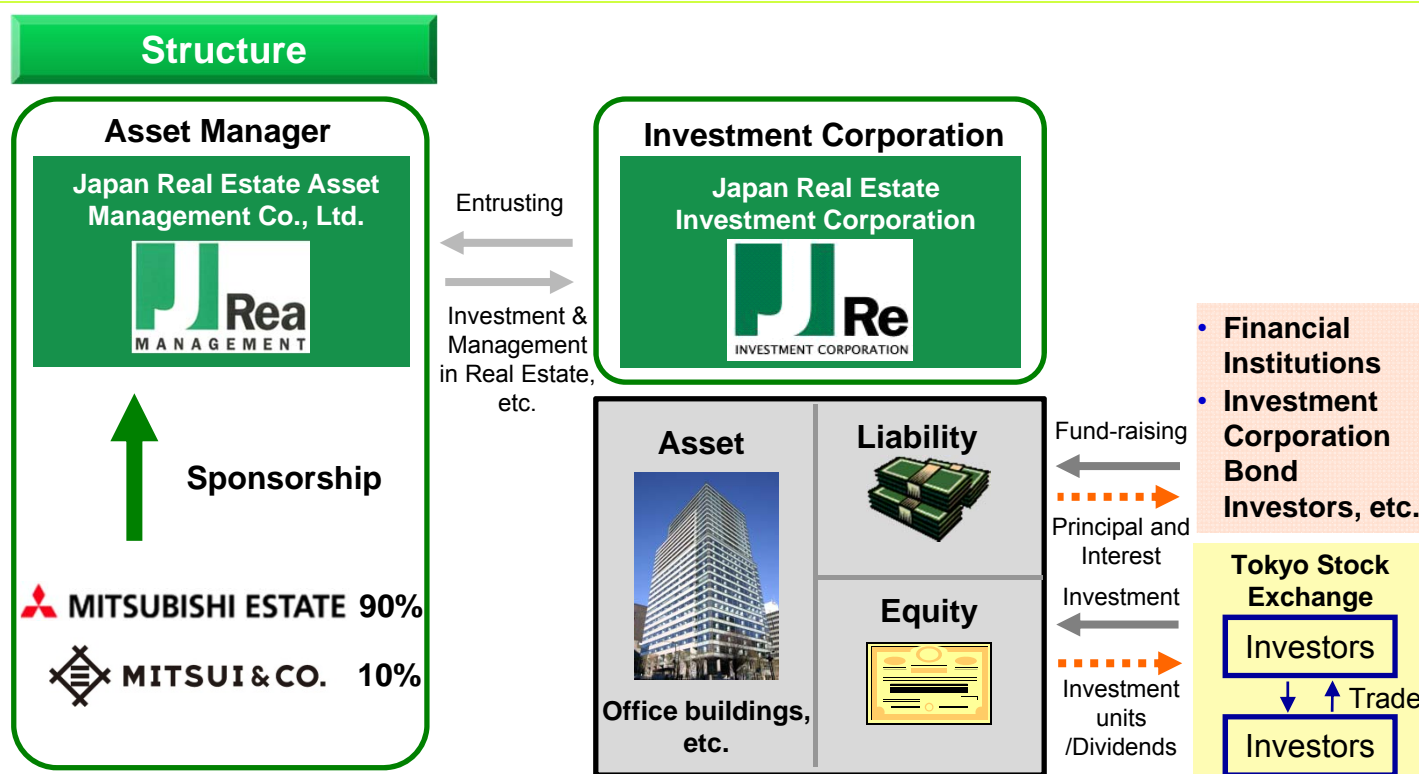 Structure
Asset Manager
Japan Real Estate Asset
Management Co., Ltd.
J Rea
MANAGEMENT
Sponsorship
MITSUBISHI ESTATE 90%
MITSUI & CO. 10%
Entrusting
Investment &
Management
in Real Estate,
etc.
Investment Corporation
Japan Real Estate
Investment Corporation
J Re
INVESTMENT CORPORATION
Asset
Office buildings,
etc.
Liability
Equity
Fund-raising
Principal and
Interest
Investment
Investment
units
/Dividends
• Financial
Institutions
• Investment
Corporation
Bond
Investors, etc.
Tokyo Stock
Exchange
Investors
Trade
Investors